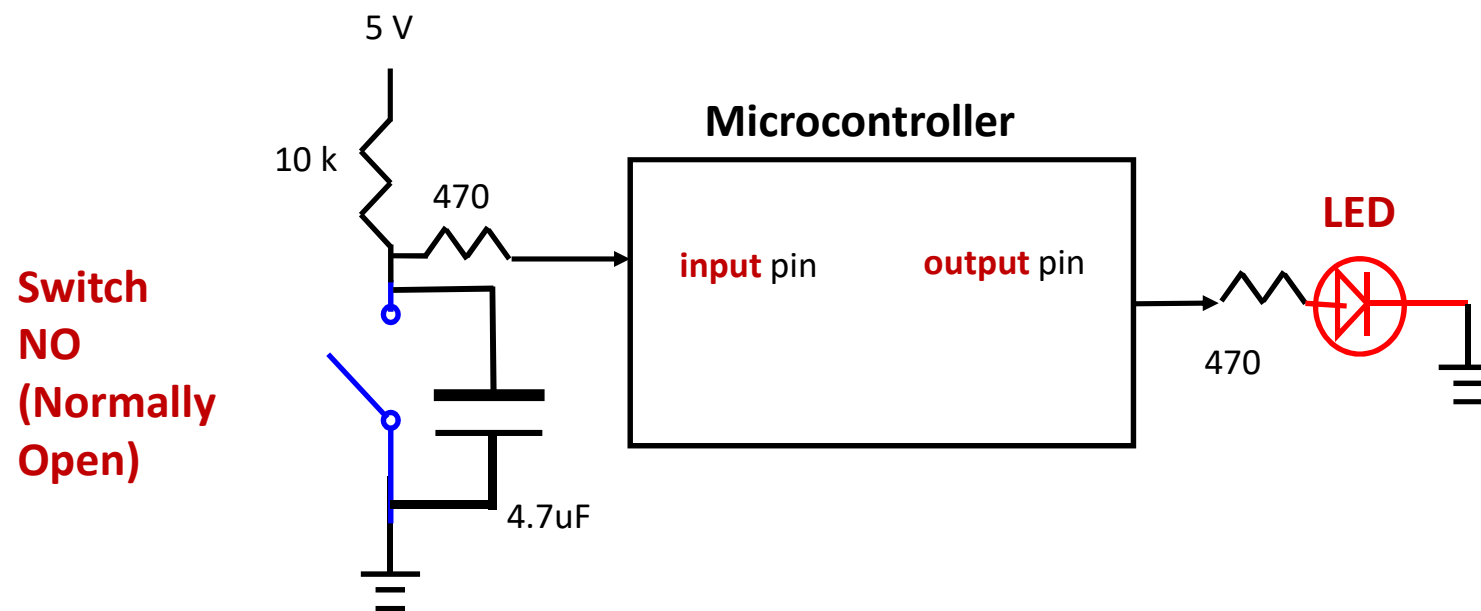 5 V
Microcontroller
10 k
470
LED
input pin
output pin
Switch
NO
(Normally
Open)
470
4.7uF